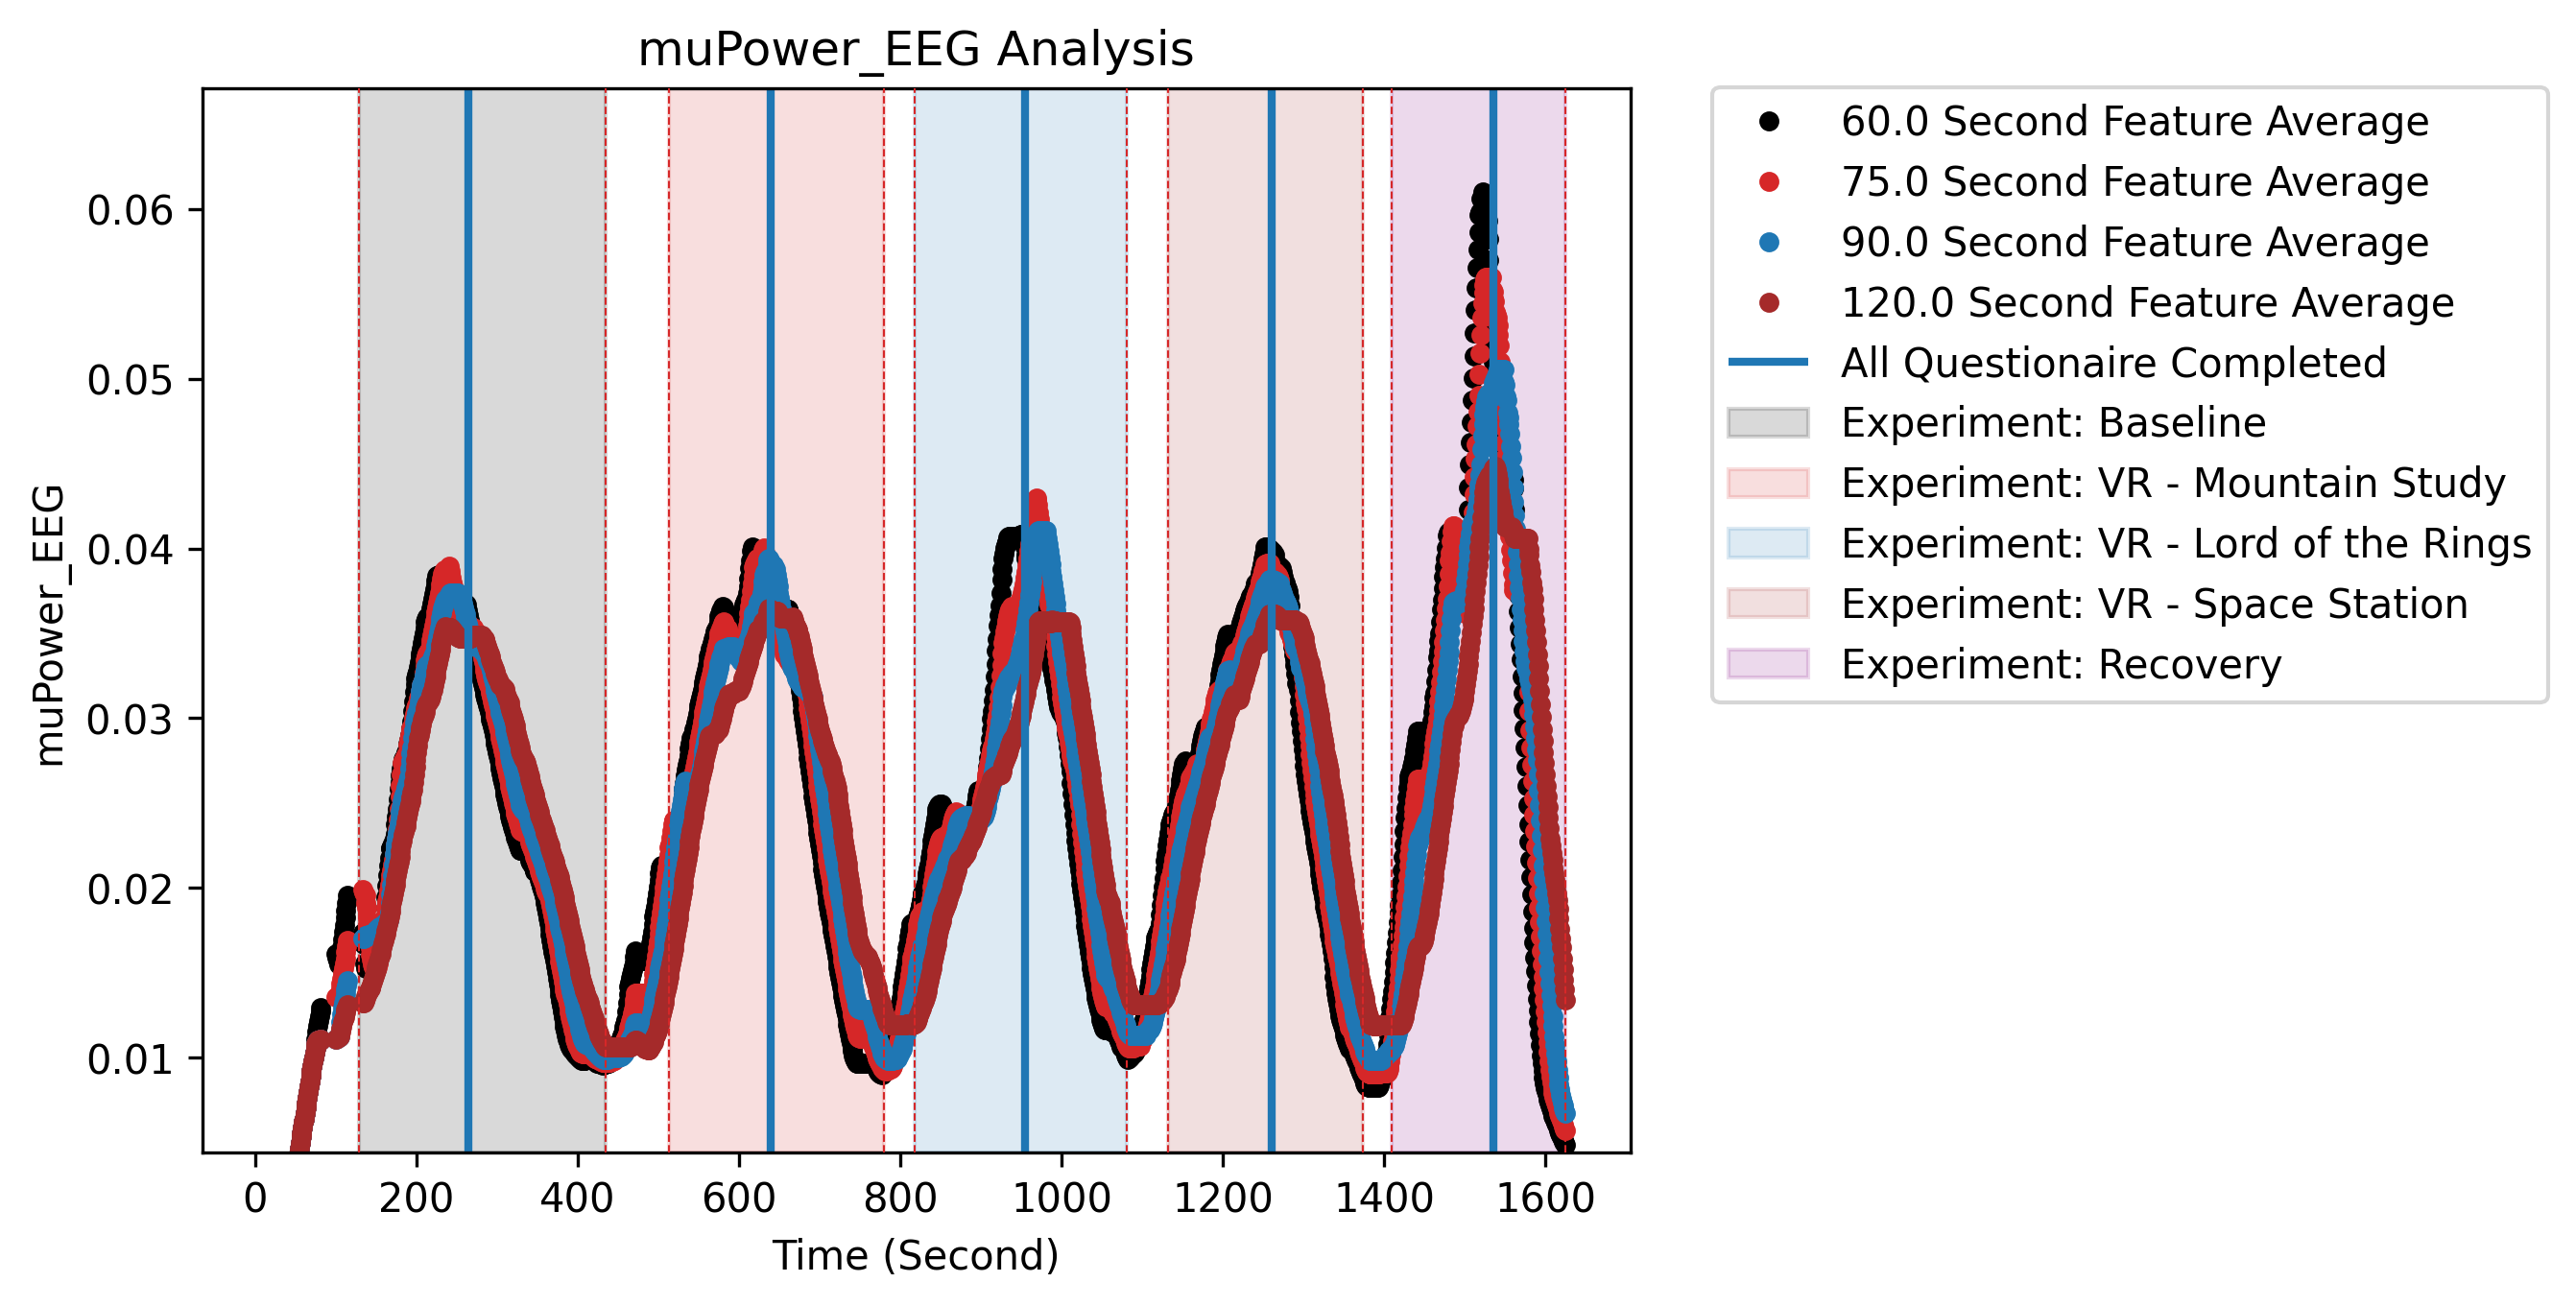 muPower_EEG Analysis
muPower_EEG
0.06
0.05
0.04
0.03
0.02
0.01
0 200 400 600 800 1000 1200 1400 1600
Time (Second)
60.0 Second Feature Average
75.0 Second Feature Average
90.0 Second Feature Average
120.0 Second Feature Average
All Questionaire Completed
Experiment: Baseline
Experiment: VR - Mountain Study
Experiment: VR - Lord of the Rings
Experiment: VR - Space Station
Experiment: Recovery